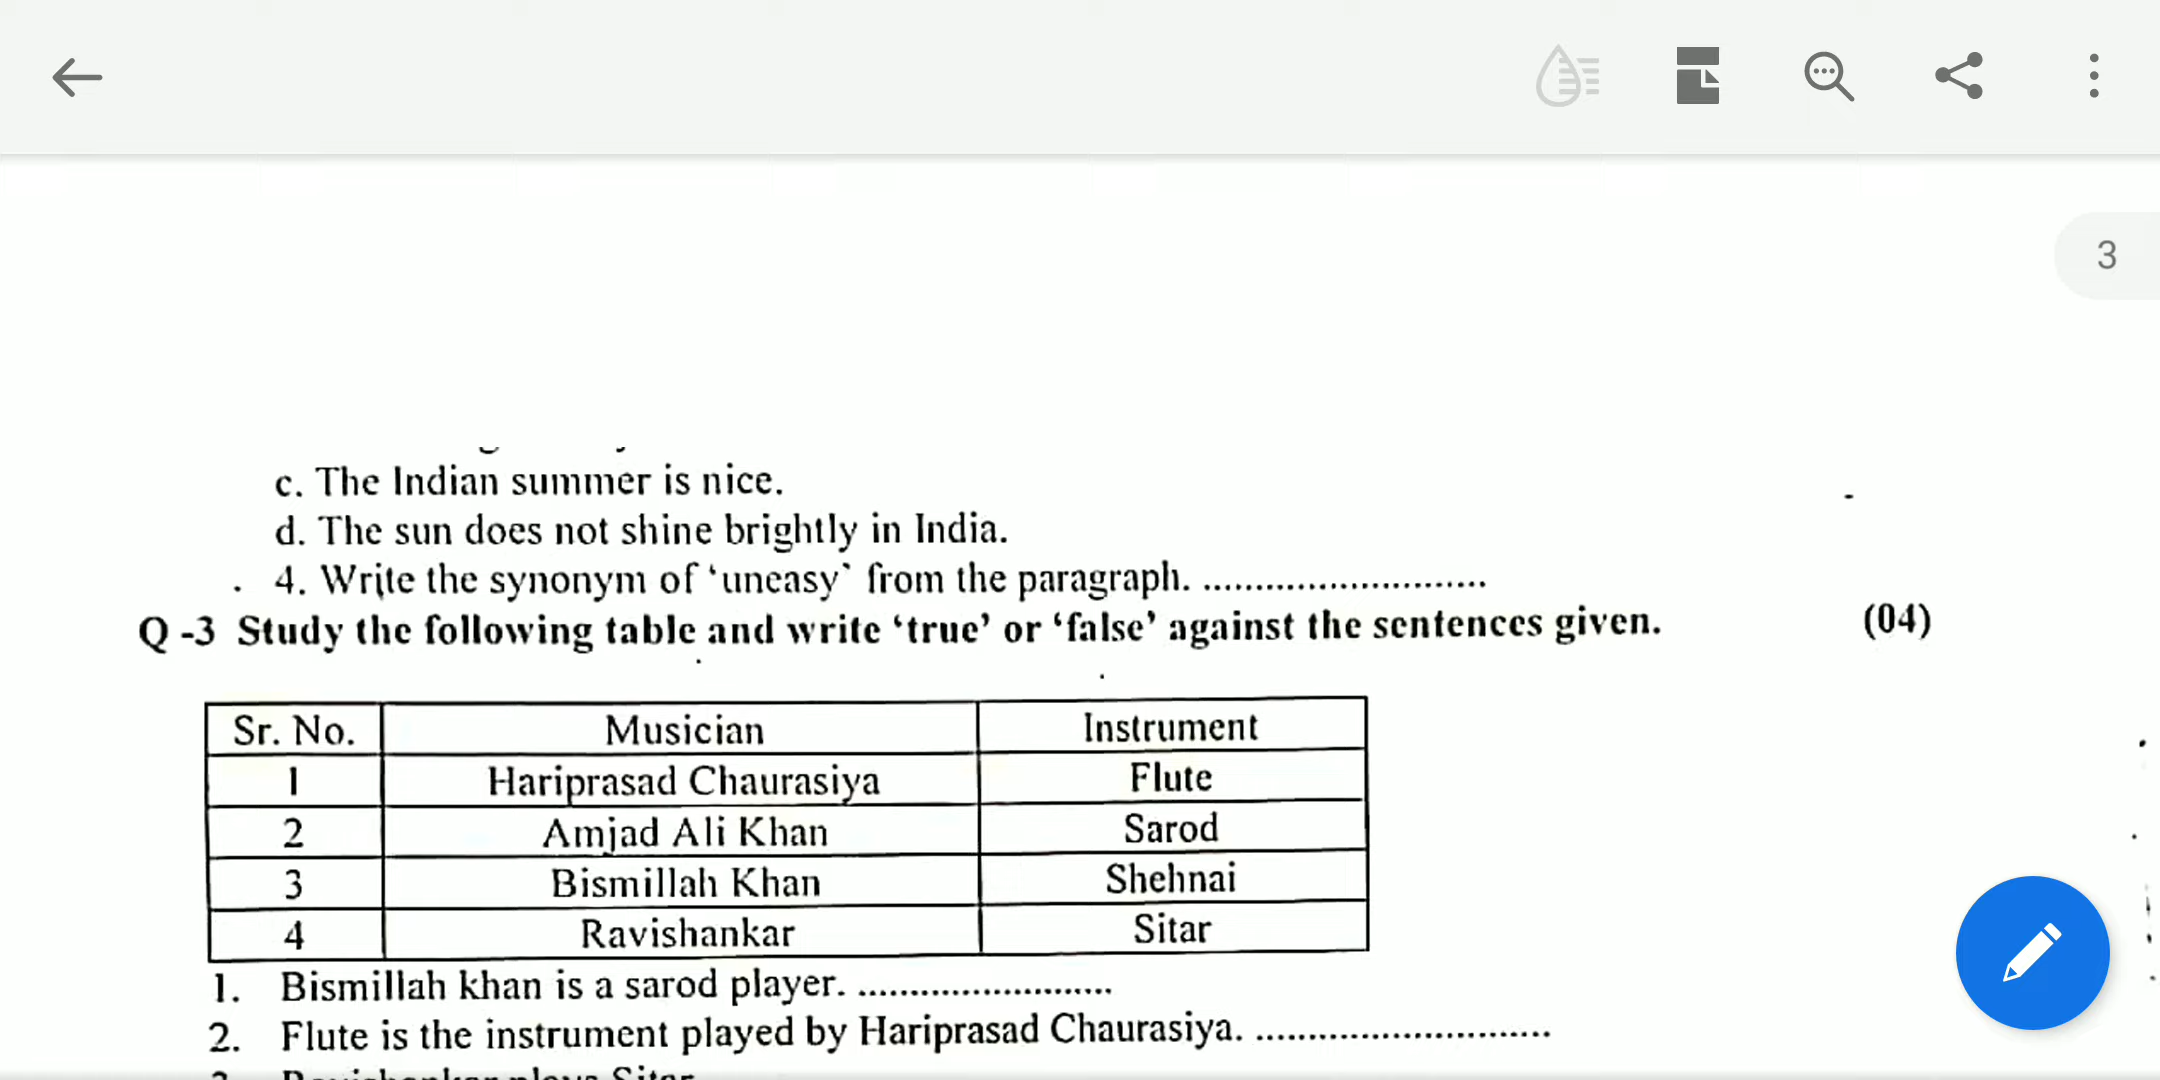 3
c. The Indian summer is nice.
d. The sun does not shine brightly in India.
4. Write the synonym of ‘uneasy` from the paragraph. ...........................
Q -3 Study the following table and write ‘true’ or ‘false’ against the sentences given. (04)
Sr. No. Musician Instrument
1 Hariprasad Chaurasiya Flute
2 Amjad Ali Khan Sarod
3 Bismillah Khan Shehnai
4 Ravishankar Sitar
1. Bismillah khan is a sarod player. ........................
2. Flute is the instrument played by Hariprasad Chaurasiya. ............................
Ravishankar plays Sitar